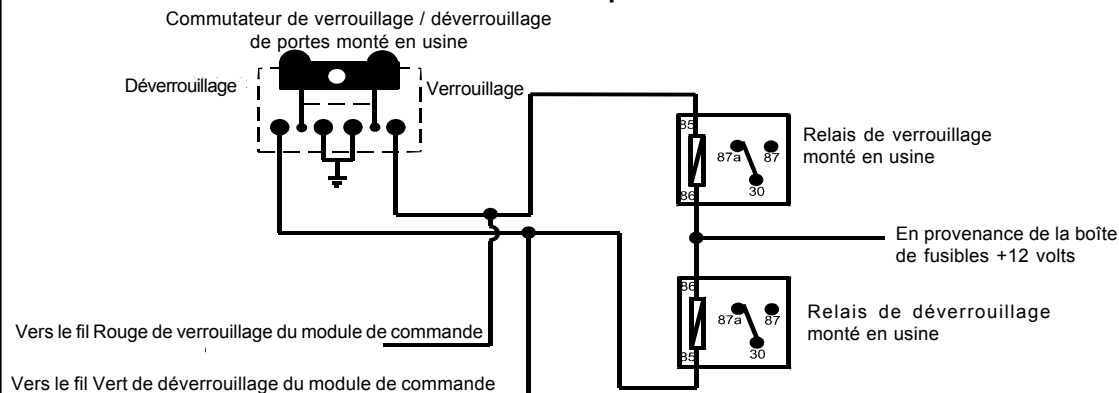 Commutateur de verrouillage / déverrouillage
de portes monté en usine
Déverrouillage
Verrouillage
85
87a
87
30
86
Relais de verrouillage
monté en usine
En provenance de la boîte
de fusibles +12 volts
86
87a
87
30
85
Relais de déverrouillage
monté en usine
Vers le fil Rouge de verrouillage du module de commande
Vers le fil Vert de déverrouillage du module de commande